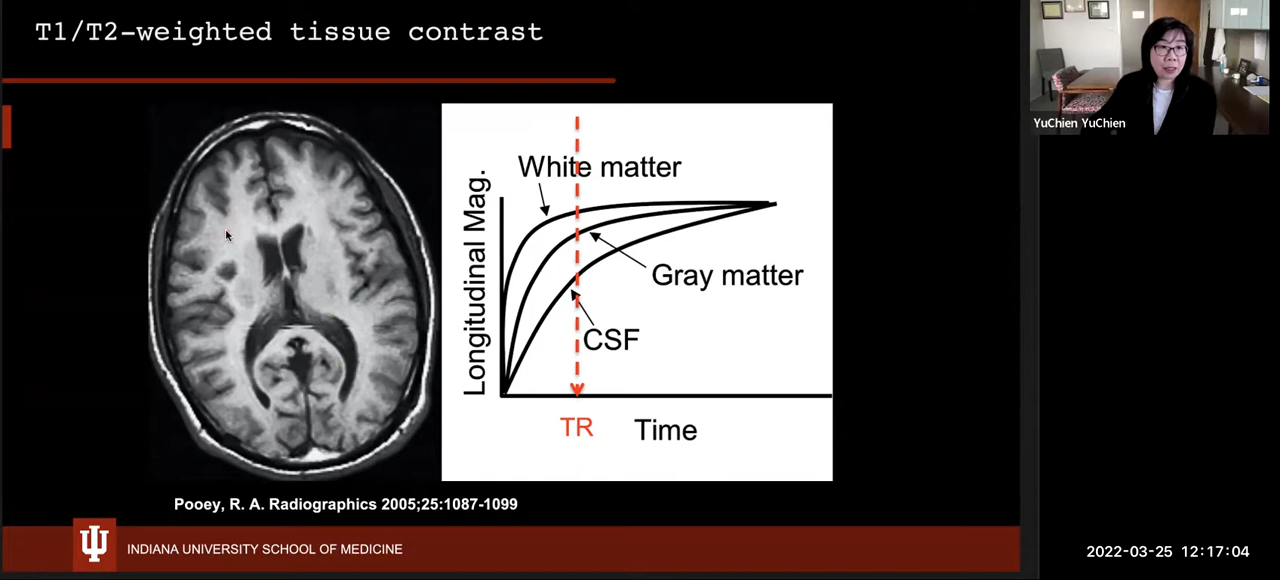 T1/T2-weighted tissue contrast
YuChien YuChien
White matter
Longitudinal Mag.
Gray matter
CSF
TR
Time
Pooey, R. A. Radiographics 2005;25:1087-1099
INDIANA UNIVERSITY SCHOOL OF MEDICINE
2022-03-25 12:17:04